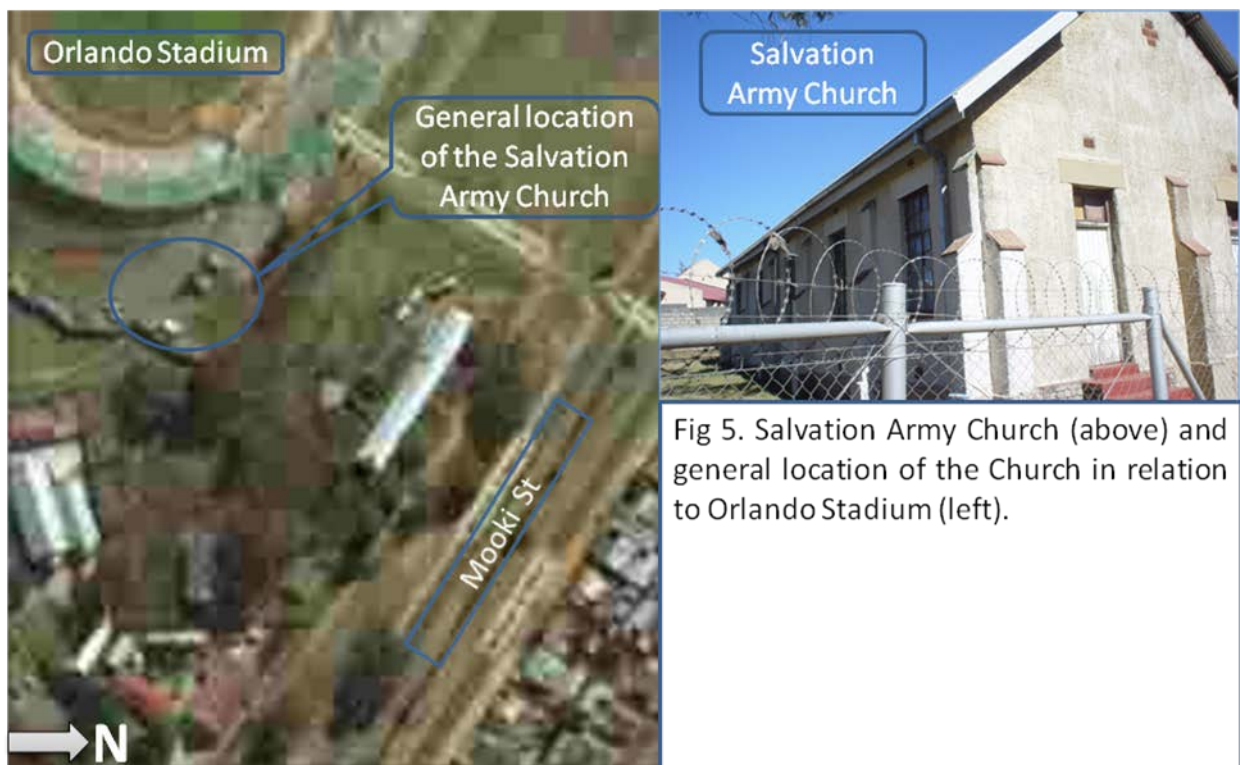 Orlando Stadium
General location
of the Salvation
Army Church
Mooki St
N
Salvation
Army Church
Fig 5. Salvation Army Church (above) and
general location of the Church in relation
to Orlando Stadium (left).